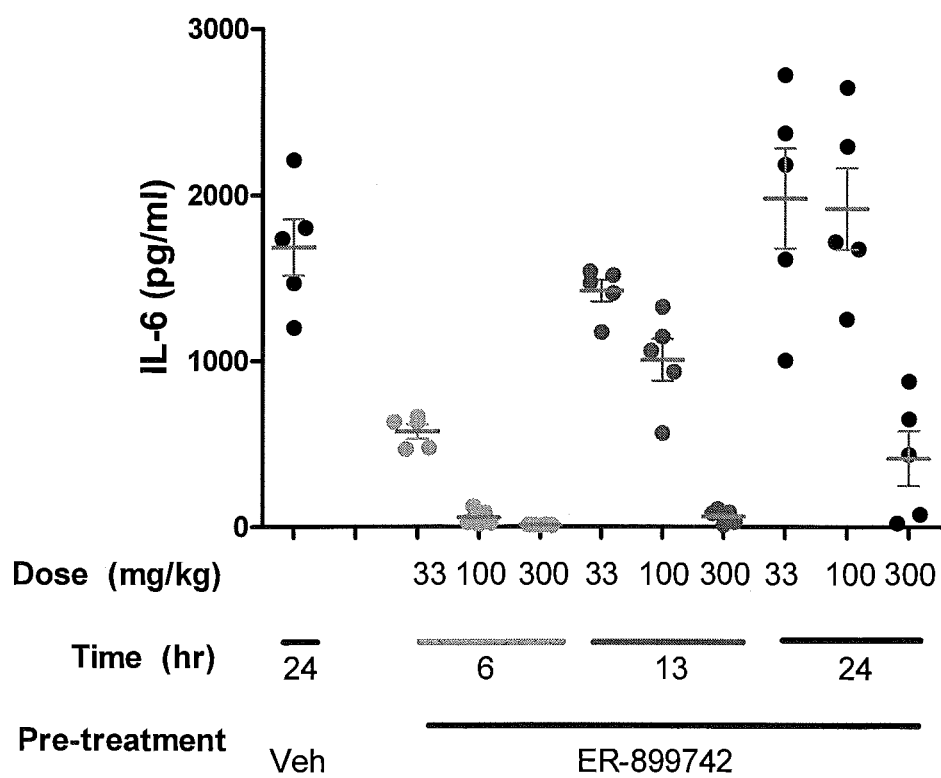 3000
2000
1000
0
IL-6 (pg/ml)
Dose (mg/kg) 33 100 300 33 100 300 33 100 300
Time (hr) 24 6 13 24
Pre-treatment Veh ER-899742